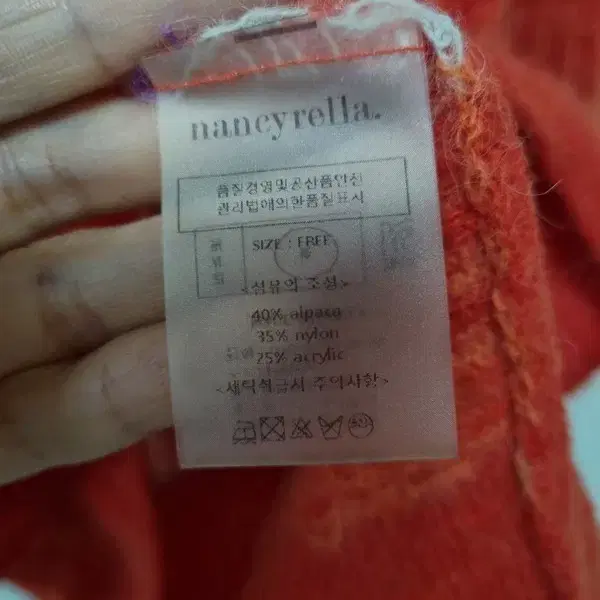 nancyrella.
품질경영및공산품안전
관리법에의한품질표시
SIZE : FREE
<섬유의 조성>
40% alpaca
35% nylon
25% acrylic
<세탁취급시 주의사항>